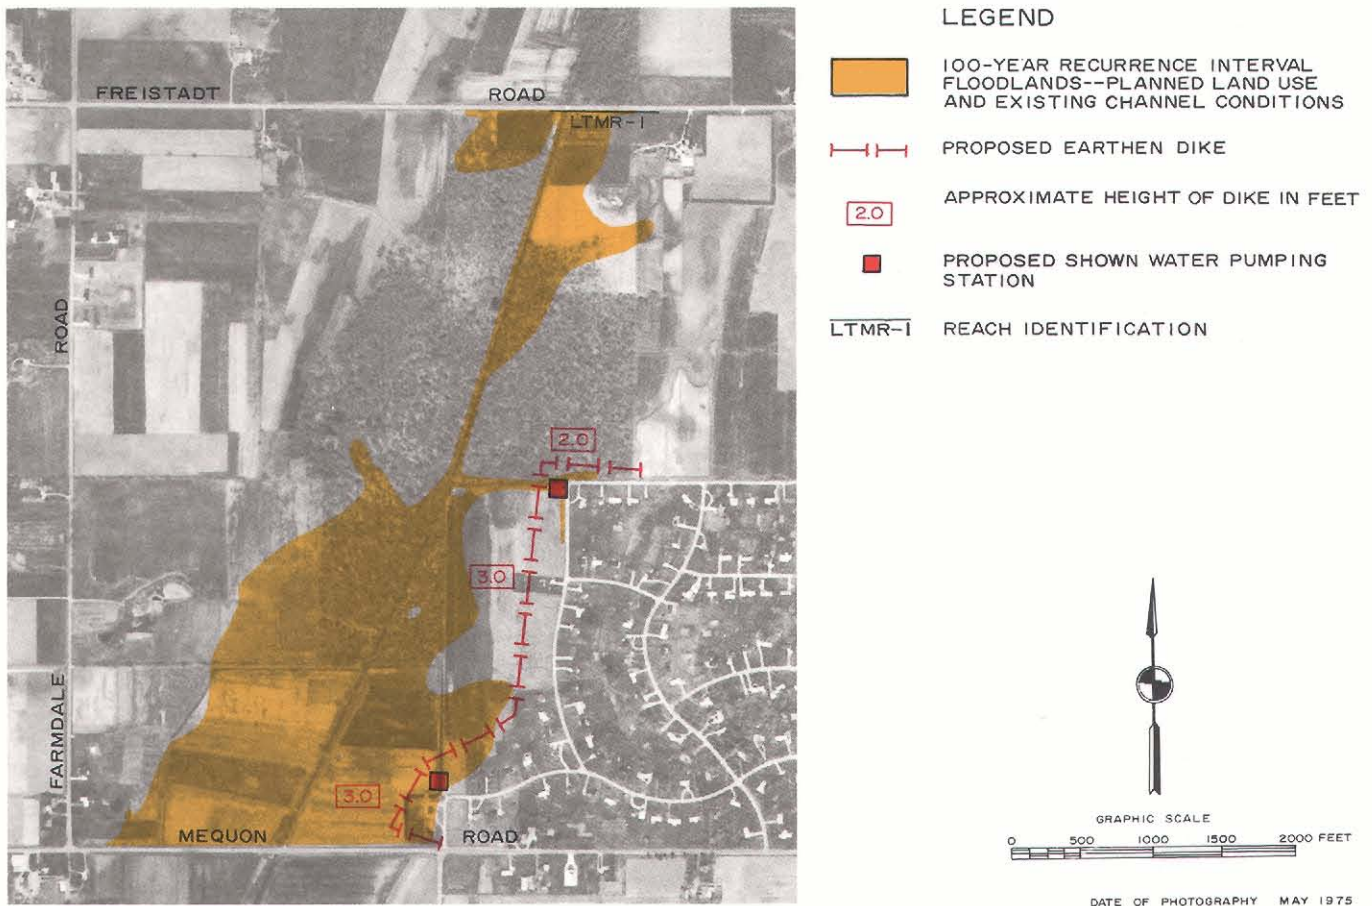 FREISTADT ROAD
LTMR-1
ROAD
2.0
3.0
FARMDALE
3.0
MEQUON ROAD
LEGEND
100-YEAR RECURRENCE INTERVAL
FLOODLANDS--PLANNED LAND USE
AND EXISTING CHANNEL CONDITIONS
PROPOSED EARTHEN DIKE
2.0
APPROXIMATE HEIGHT OF DIKE IN FEET
PROPOSED SHOWN WATER PUMPING
STATION
LTMR-1 REACH IDENTIFICATION
GRAPHIC SCALE
0 500 1000 1500 2000 FEET
DATE OF PHOTOGRAPHY MAY 1975